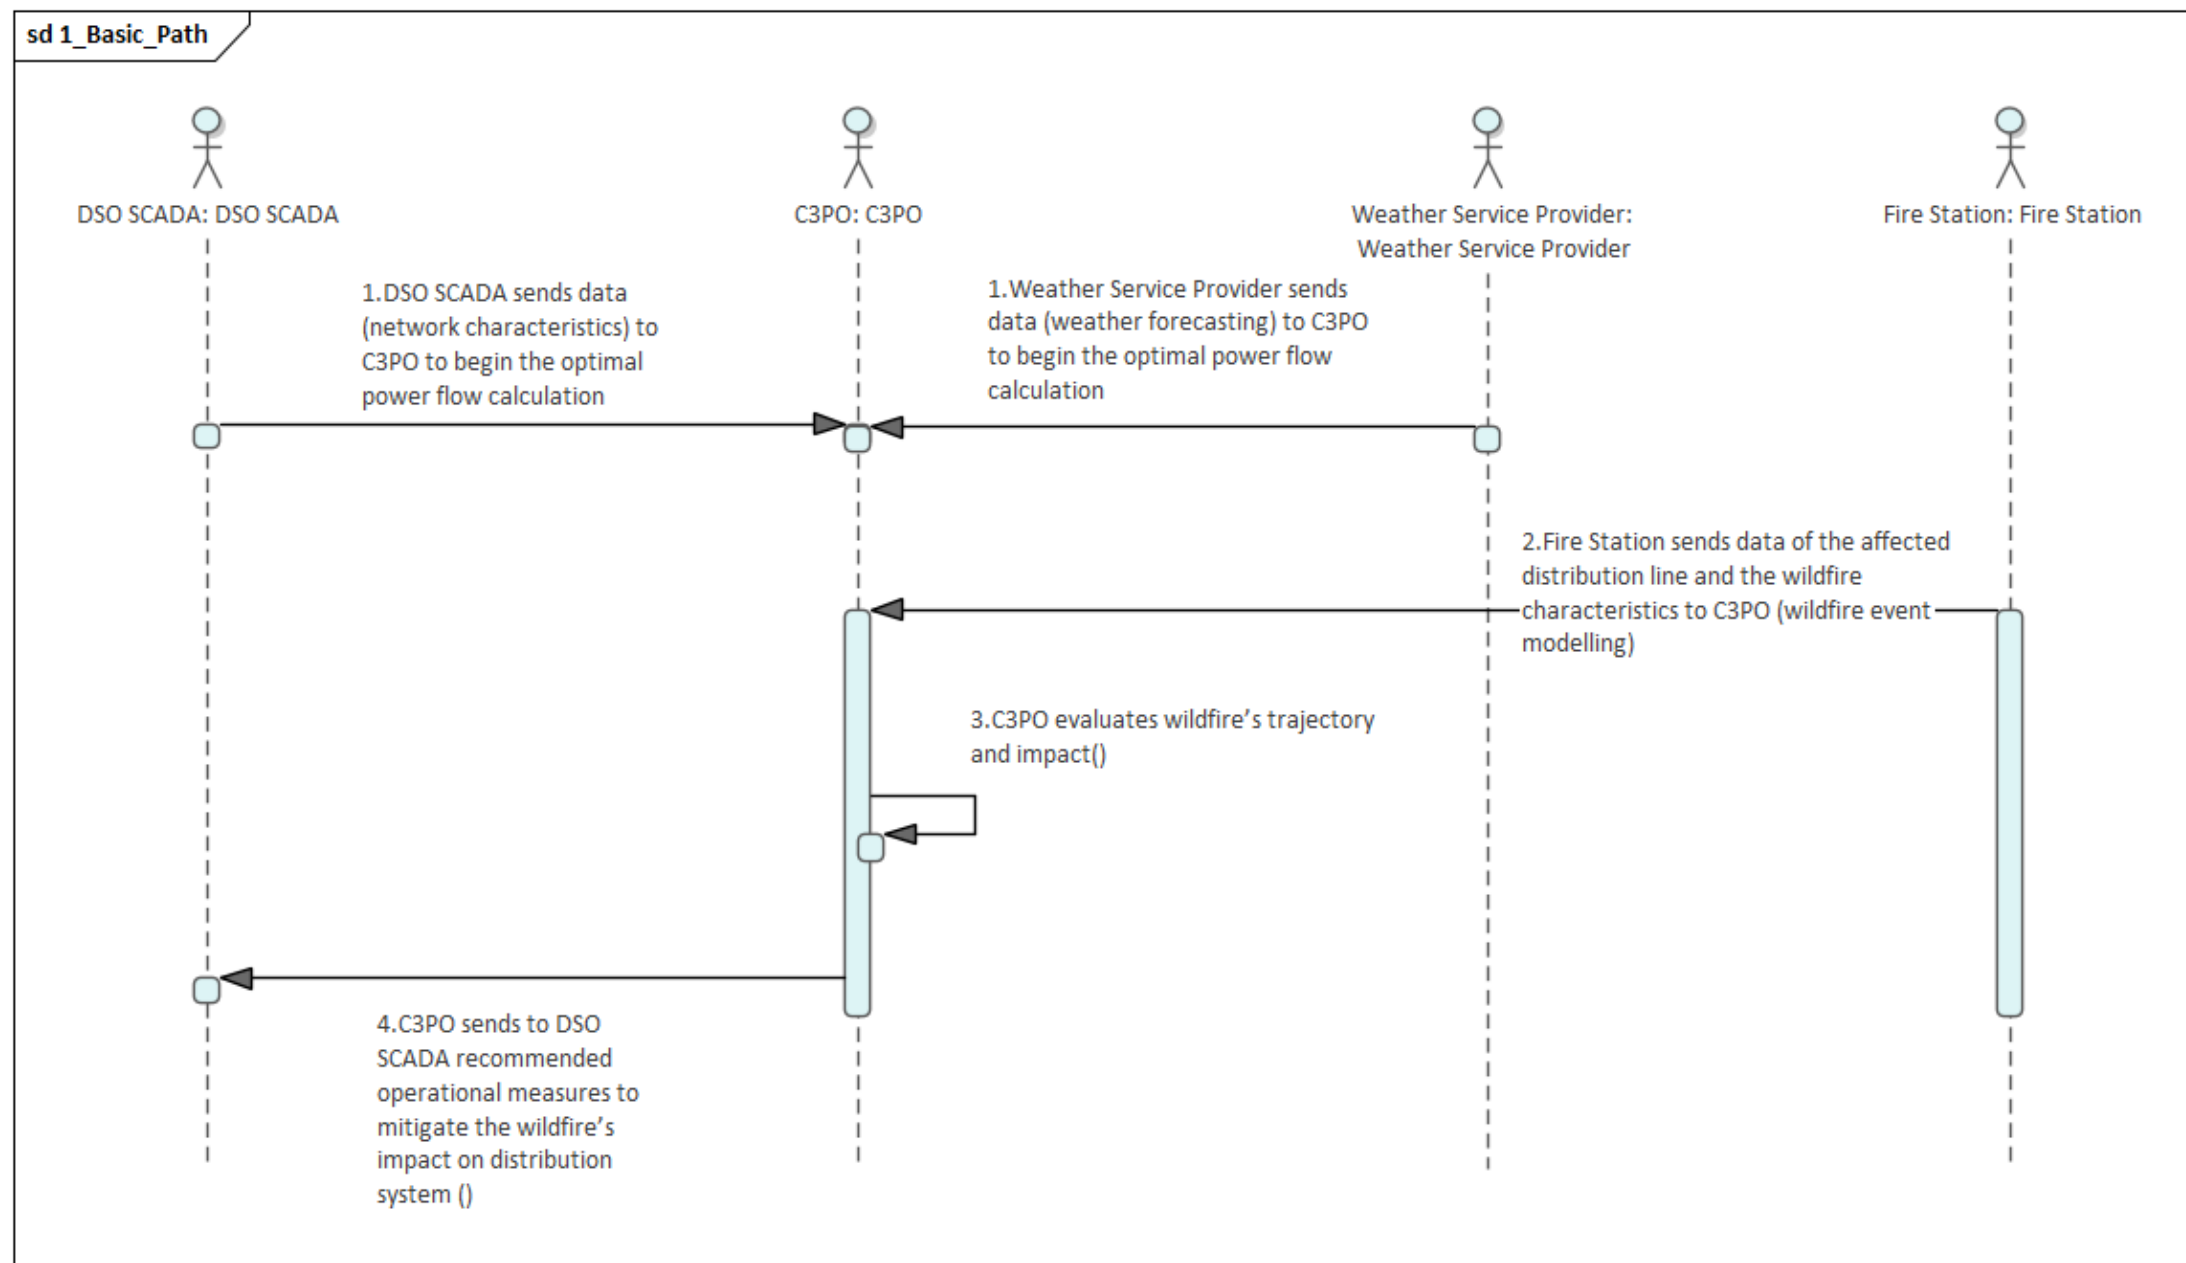 sd 1_Basic_Path
DSO SCADA: DSO SCADA
C3PO: C3PO
Weather Service Provider:
Weather Service Provider
Fire Station: Fire Station
1.DSO SCADA sends data
(network characteristics) to
C3PO to begin the optimal
power flow calculation
1.Weather Service Provider sends
data (weather forecasting) to C3PO
to begin the optimal power flow
calculation
2.Fire Station sends data of the affected
distribution line and the wildfire
characteristics to C3PO (wildfire event
modelling)
3.C3PO evaluates wildfire’s trajectory
and impact()
4.C3PO sends to DSO
SCADA recommended
operational measures to
mitigate the wildfire’s
impact on distribution
system ()